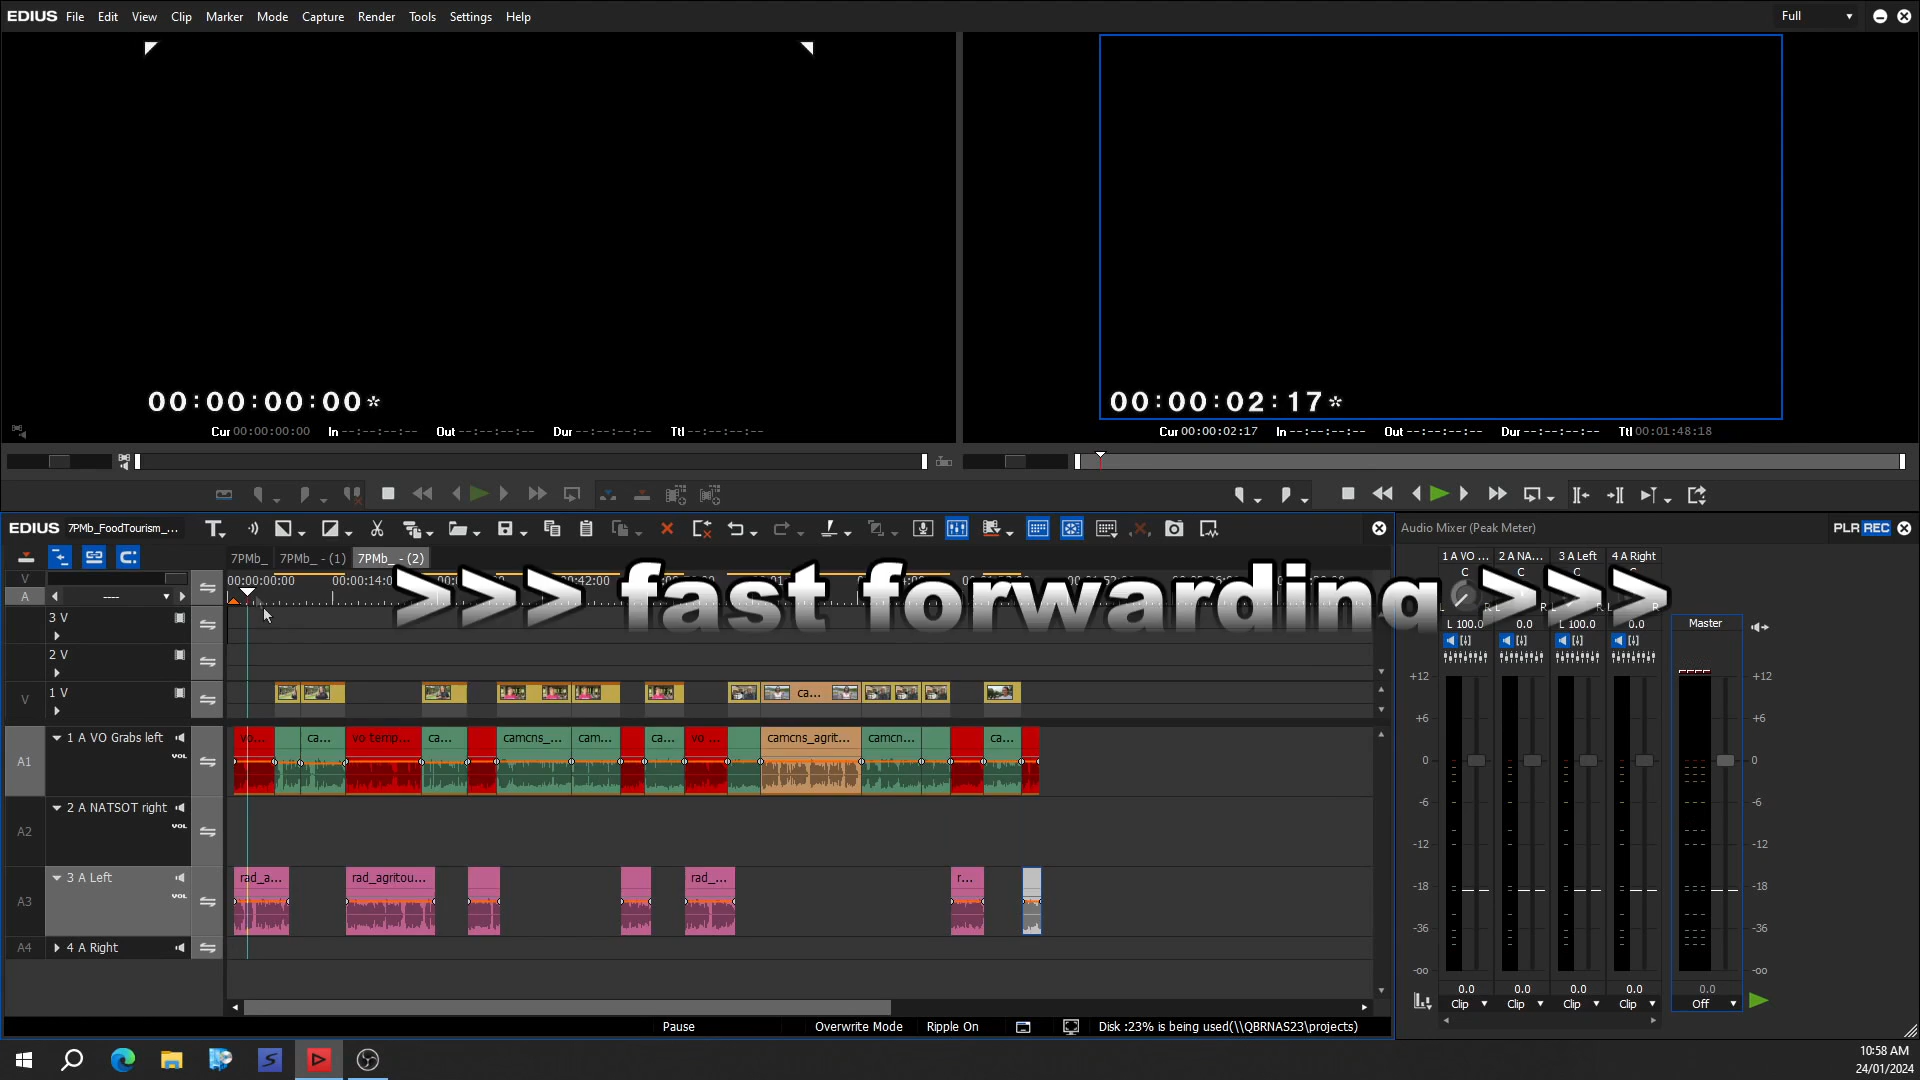 EDIUS File Edit View Clip Marker Mode Capture Render Tools Settings Help Full
00:00:00:00*
00:00:02:17*
Cur 00:00:00:00 In --:--:--:-- Out --:--:--:-- Dur --:--:--:-- Ttl --:--:--:--
Cur 00:00:02:17 In --:--:--:-- Out --:--:--:-- Dur --:--:--:-- Ttl 00:01:48:18
EDIUS 7PMb_FoodTourism_...
Audio Mixer (Peak Meter) PLR REC
7PMb_ 7PMb_ - (1) 7PMb_ - (2)
1 A VO ... 2 A NA... 3 A Left 4 A Right
C C C C
00:00:00:00 00:00:14:0
42:00
>>> fast forwarding >>>
L 100.0 0.0 L 100.0 0.0 Master
V
A ----
3 V
2 V
V 1 V
ca...
A1 1 A VO Grabs left
VOL
vo... ca... vo temp... ca... camcns_... cam... ca... vo ... camcns_agrit... camcn... ca...
A2 2 A NATSOT right
VOL
A3 3 A Left
VOL
rad_a... rad_agritou... rad_... r...
A4 4 A Right
+12 +12
+6 +6
0 0
-6 -6
-12 -12
-18 -18
-36 -36
-oo -oo
0.0 0.0 0.0 0.0 0.0
Clip Clip Clip Clip Off
Pause Overwrite Mode Ripple On Disk :23% is being used(\\QBRNAS23\projects)
10:58 AM
24/01/2024